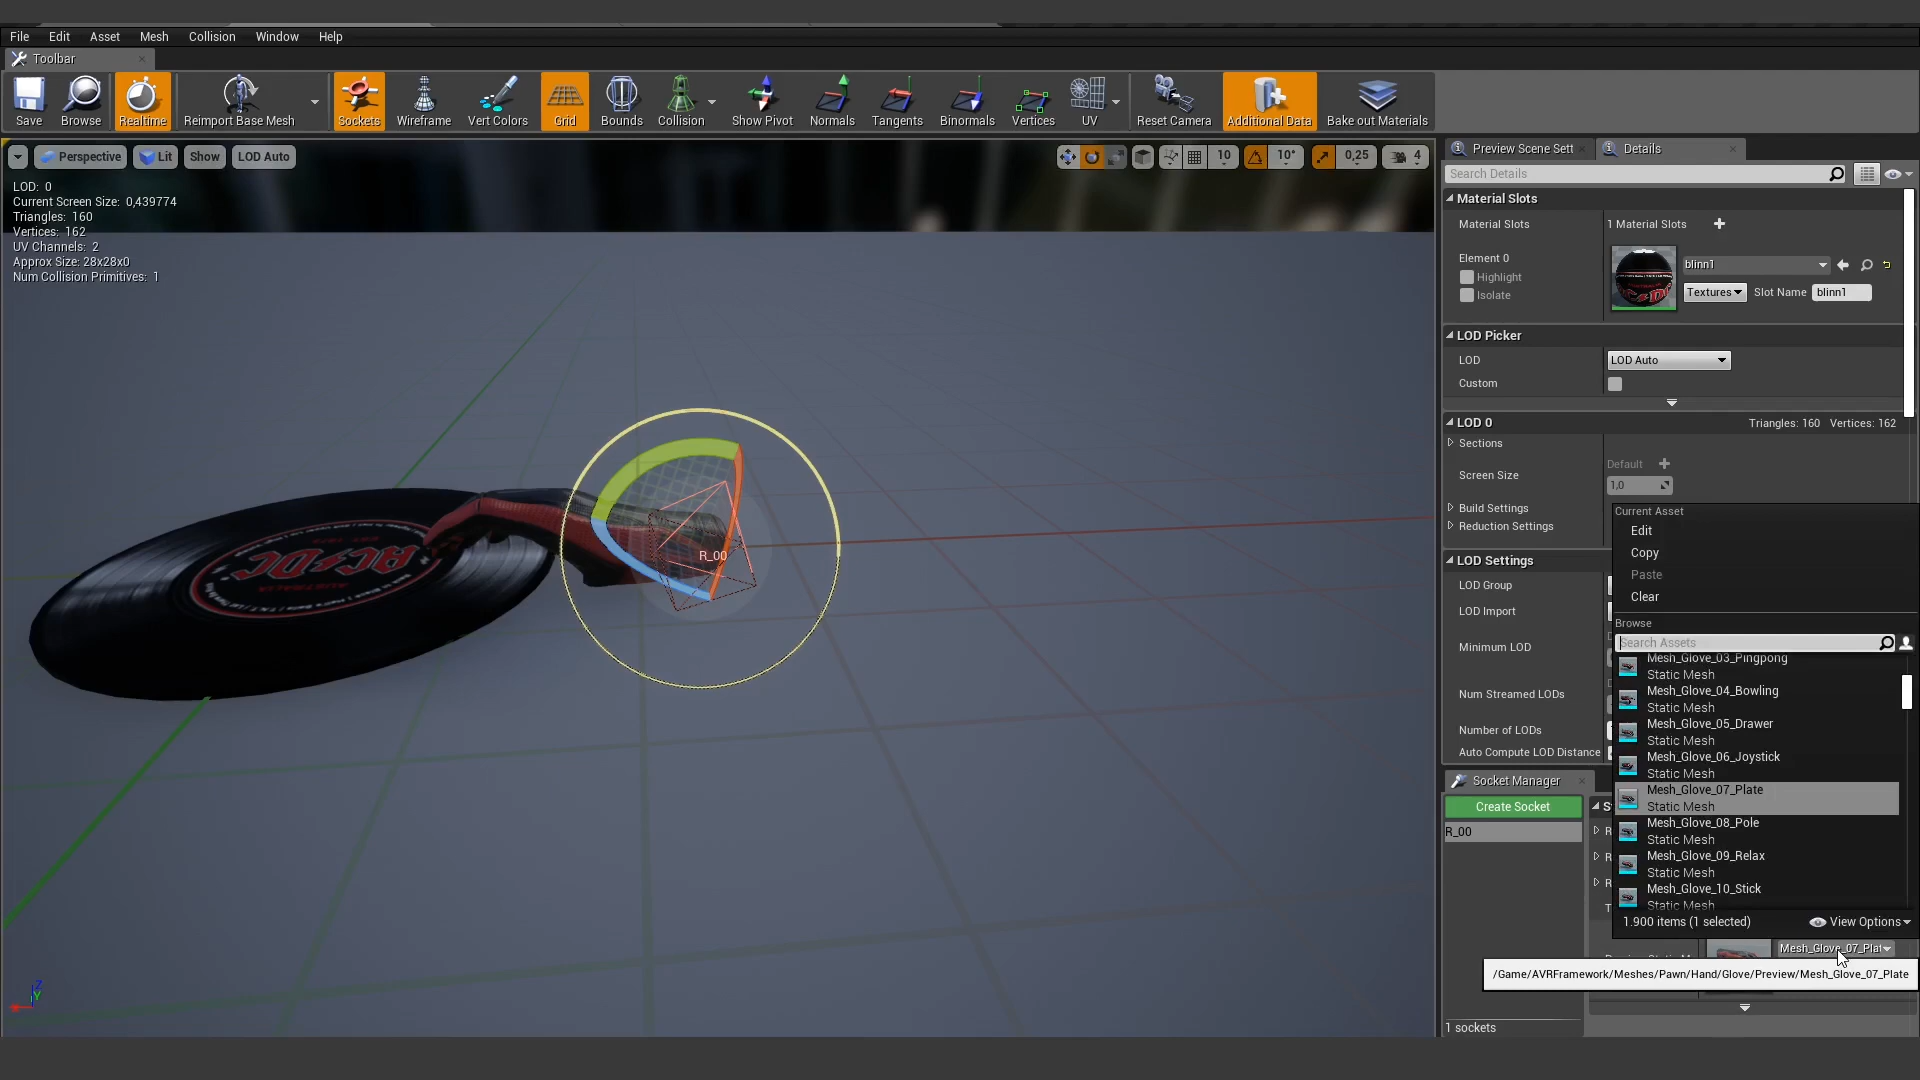 File Edit Asset Mesh Collision Window Help
Toolbar
Save Browse Realtime Reimport Base Mesh Sockets Wireframe Vert Colors Grid Bounds Collision Show Pivot Normals Tangents Binormals Vertices UV Reset Camera Additional Data Bake out Materials
Perspective Lit Show LOD Auto 10 10° 0,25 4
LOD: 0
Current Screen Size: 0,439774
Triangles: 160
Vertices: 162
UV Channels: 2
Approx Size: 28x28x0
Num Collision Primitives: 1
AC DC
AUSTRALIA
R_00
Preview Scene Sett Details
Search Details
Material Slots
Material Slots 1 Material Slots
Element 0
Highlight
Isolate
blinn1
Textures Slot Name blinn1
LOD Picker
LOD LOD Auto
Custom
LOD 0 Triangles: 160 Vertices: 162
Sections
Screen Size Default
1,0
Build Settings
Reduction Settings
LOD Settings
LOD Group
LOD Import
Minimum LOD
Num Streamed LODs
Number of LODs
Auto Compute LOD Distance
Current Asset
Edit
Copy
Paste
Clear
Browse
Search Assets
Mesh_Glove_03_Pingpong
Static Mesh
Mesh_Glove_04_Bowling
Static Mesh
Mesh_Glove_05_Drawer
Static Mesh
Mesh_Glove_06_Joystick
Static Mesh
Mesh_Glove_07_Plate
Static Mesh
Mesh_Glove_08_Pole
Static Mesh
Mesh_Glove_09_Relax
Static Mesh
Mesh_Glove_10_Stick
Static Mesh
1.900 items (1 selected) View Options
Socket Manager
Create Socket
R_00
1 sockets
Mesh_Glove_07_Plat
/Game/AVRFramework/Meshes/Pawn/Hand/Glove/Preview/Mesh_Glove_07_Plate